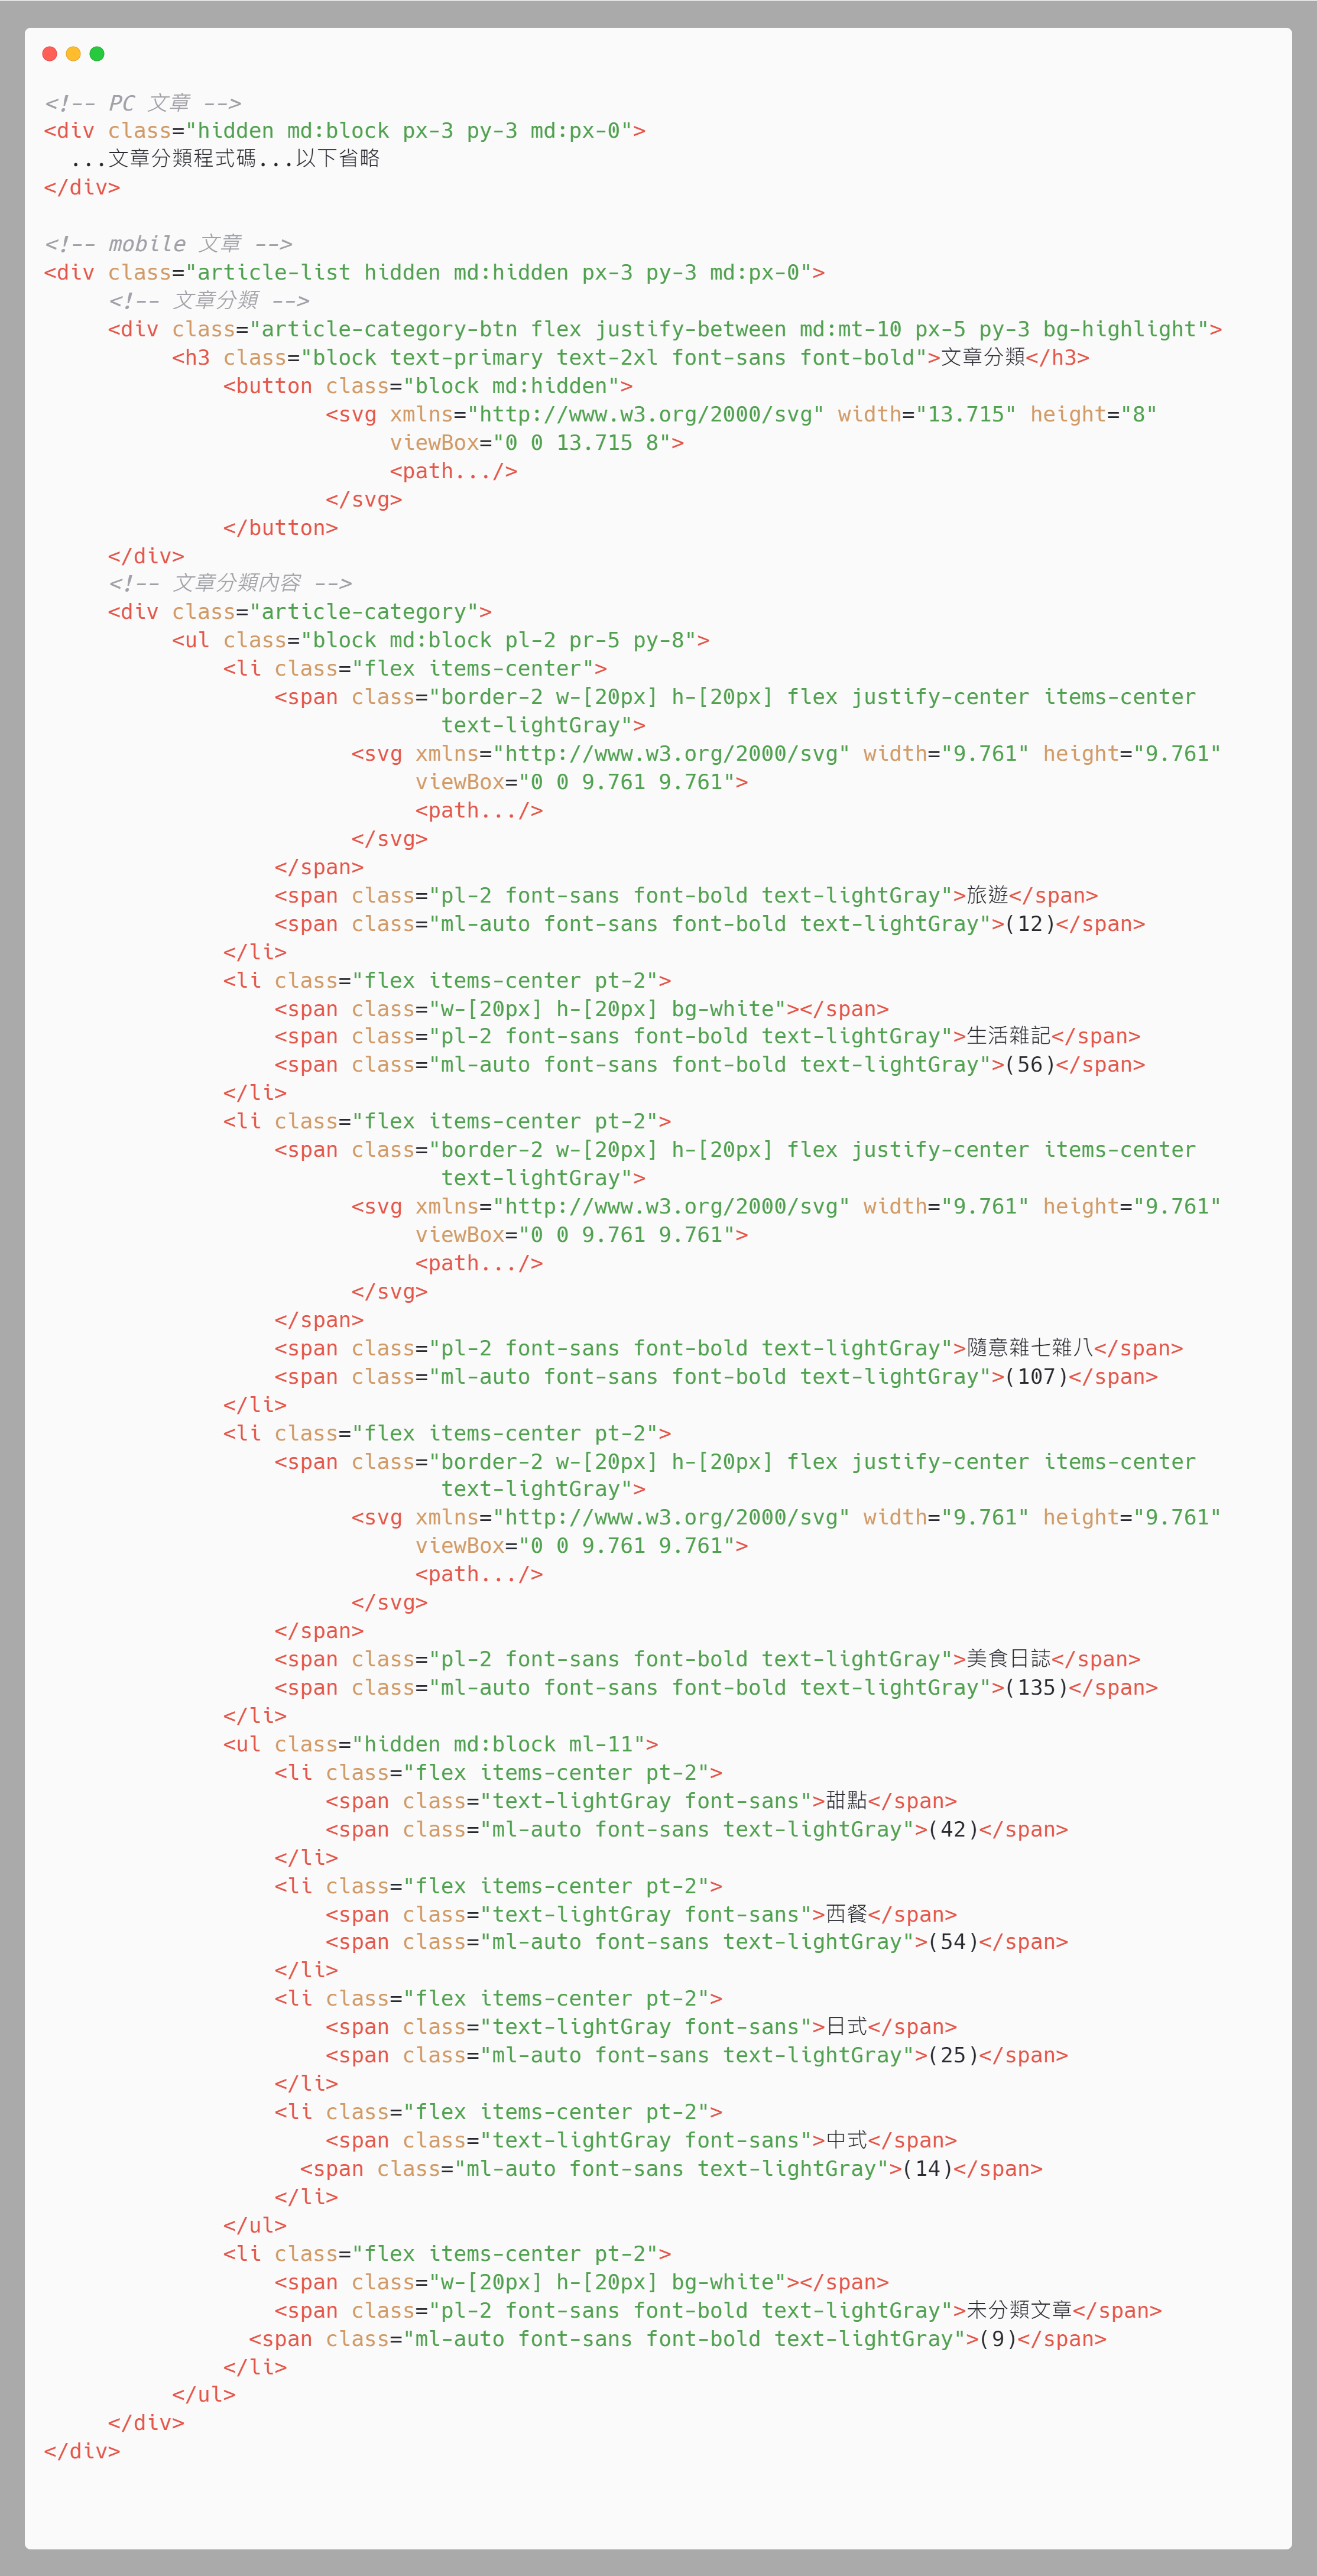 <!-- PC 文章 -->
<div class="hidden md:block px-3 py-3 md:px-0">
  ...文章分類程式碼...以下省略
</div>

<!-- mobile 文章 -->
<div class="article-list hidden md:hidden px-3 py-3 md:px-0">
     <!-- 文章分類 -->
     <div class="article-category-btn flex justify-between md:mt-10 px-5 py-3 bg-highlight">
          <h3 class="block text-primary text-2xl font-sans font-bold">文章分類</h3>
              <button class="block md:hidden">
                      <svg xmlns="http://www.w3.org/2000/svg" width="13.715" height="8"
                           viewBox="0 0 13.715 8">
                           <path.../>
                      </svg>
              </button>
     </div>
     <!-- 文章分類內容 -->
     <div class="article-category">
          <ul class="block md:block pl-2 pr-5 py-8">
              <li class="flex items-center">
                  <span class="border-2 w-[20px] h-[20px] flex justify-center items-center
                               text-lightGray">
                        <svg xmlns="http://www.w3.org/2000/svg" width="9.761" height="9.761"
                             viewBox="0 0 9.761 9.761">
                             <path.../>
                        </svg>
                  </span>
                  <span class="pl-2 font-sans font-bold text-lightGray">旅遊</span>
                  <span class="ml-auto font-sans font-bold text-lightGray">(12)</span>
              </li>
              <li class="flex items-center pt-2">
                  <span class="w-[20px] h-[20px] bg-white"></span>
                  <span class="pl-2 font-sans font-bold text-lightGray">生活雜記</span>
                  <span class="ml-auto font-sans font-bold text-lightGray">(56)</span>
              </li>
              <li class="flex items-center pt-2">
                  <span class="border-2 w-[20px] h-[20px] flex justify-center items-center
                               text-lightGray">
                        <svg xmlns="http://www.w3.org/2000/svg" width="9.761" height="9.761"
                             viewBox="0 0 9.761 9.761">
                             <path.../>
                        </svg>
                  </span>
                  <span class="pl-2 font-sans font-bold text-lightGray">隨意雜七雜八</span>
                  <span class="ml-auto font-sans font-bold text-lightGray">(107)</span>
              </li>
              <li class="flex items-center pt-2">
                  <span class="border-2 w-[20px] h-[20px] flex justify-center items-center
                               text-lightGray">
                        <svg xmlns="http://www.w3.org/2000/svg" width="9.761" height="9.761"
                             viewBox="0 0 9.761 9.761">
                             <path.../>
                        </svg>
                  </span>
                  <span class="pl-2 font-sans font-bold text-lightGray">美食日誌</span>
                  <span class="ml-auto font-sans font-bold text-lightGray">(135)</span>
              </li>
              <ul class="hidden md:block ml-11">
                  <li class="flex items-center pt-2">
                      <span class="text-lightGray font-sans">甜點</span>
                      <span class="ml-auto font-sans text-lightGray">(42)</span>
                  </li>
                  <li class="flex items-center pt-2">
                      <span class="text-lightGray font-sans">西餐</span>
                      <span class="ml-auto font-sans text-lightGray">(54)</span>
                  </li>
                  <li class="flex items-center pt-2">
                      <span class="text-lightGray font-sans">日式</span>
                      <span class="ml-auto font-sans text-lightGray">(25)</span>
                  </li>
                  <li class="flex items-center pt-2">
                      <span class="text-lightGray font-sans">中式</span>
                    <span class="ml-auto font-sans text-lightGray">(14)</span>
                  </li>
              </ul>
              <li class="flex items-center pt-2">
                  <span class="w-[20px] h-[20px] bg-white"></span>
                  <span class="pl-2 font-sans font-bold text-lightGray">未分類文章</span>
                <span class="ml-auto font-sans font-bold text-lightGray">(9)</span>
              </li>
          </ul>
     </div>
</div>